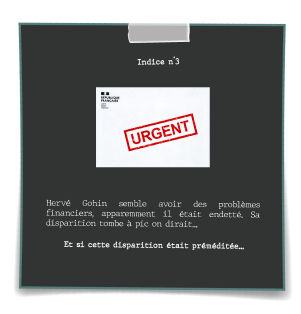 Indice n°3
RÉPUBLIQUE
FRANÇAISE
URGENT
Hervé Gohin semble avoir des problèmes
financiers, apparemment il était endetté. Sa
disparition tombe à pic on dirait…
Et si cette disparition était préméditée…